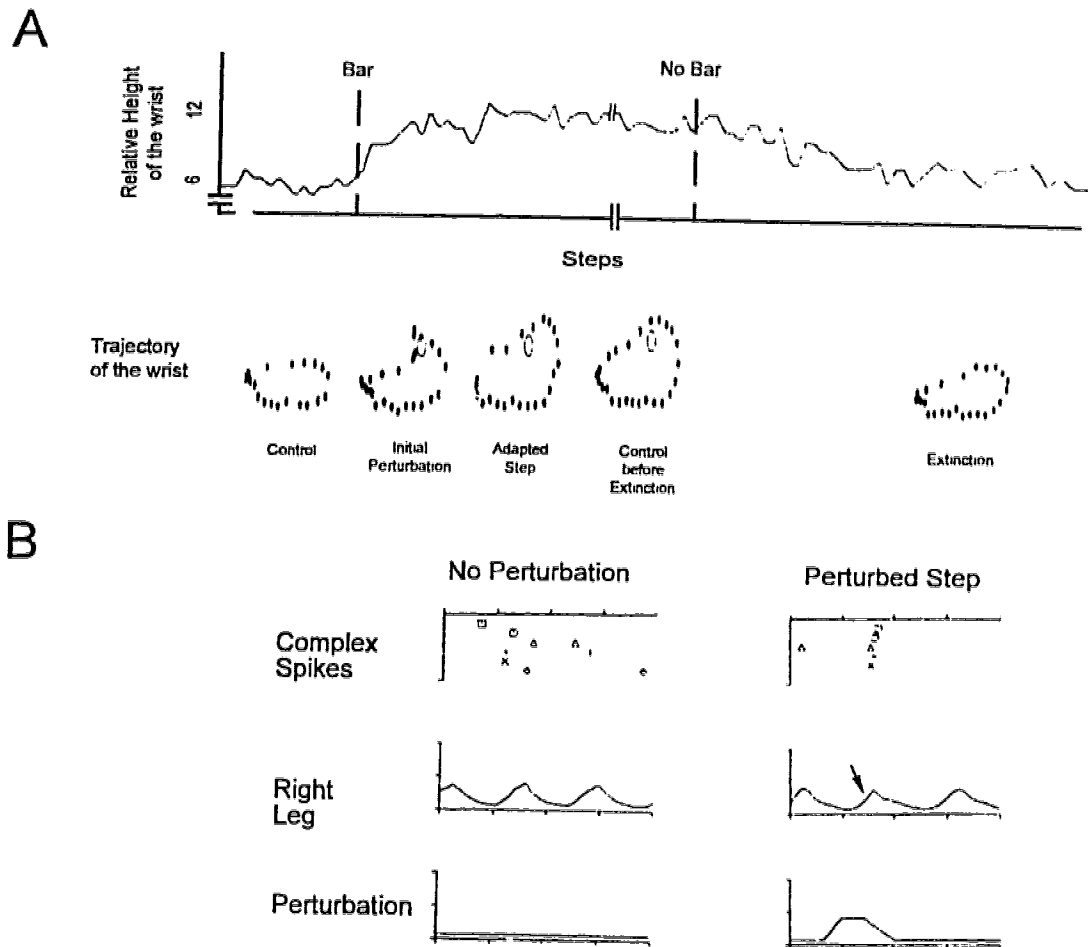 A
Bar
No Bar
Relative Height
of the wrist
12
6
Steps
Trajectory
of the wrist
Control
Initial
Perturbation
Adapted
Step
Control
before
Extinction
Extinction
B
No Perturbation
Perturbed Step
Complex
Spikes
Right
Leg
Perturbation